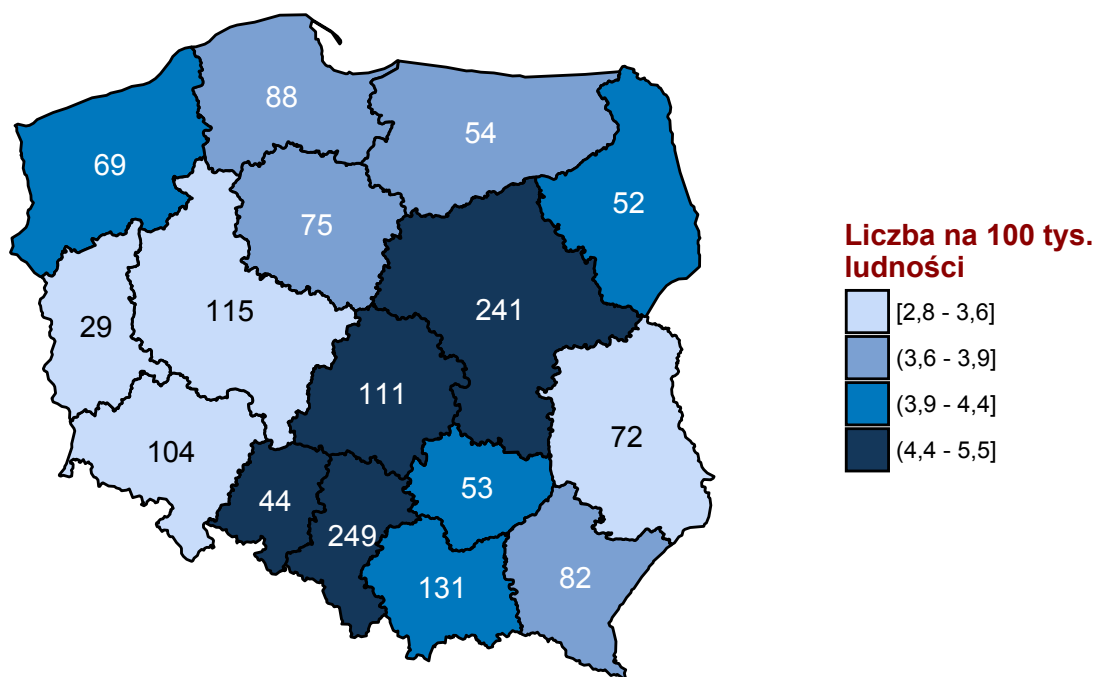 88
54
69
52
75
115
241
29
111
72
104
53
44
249
131
82
Liczba na 100 tys.
ludności
[2,8 - 3,6]
(3,6 - 3,9]
(3,9 - 4,4]
(4,4 - 5,5]